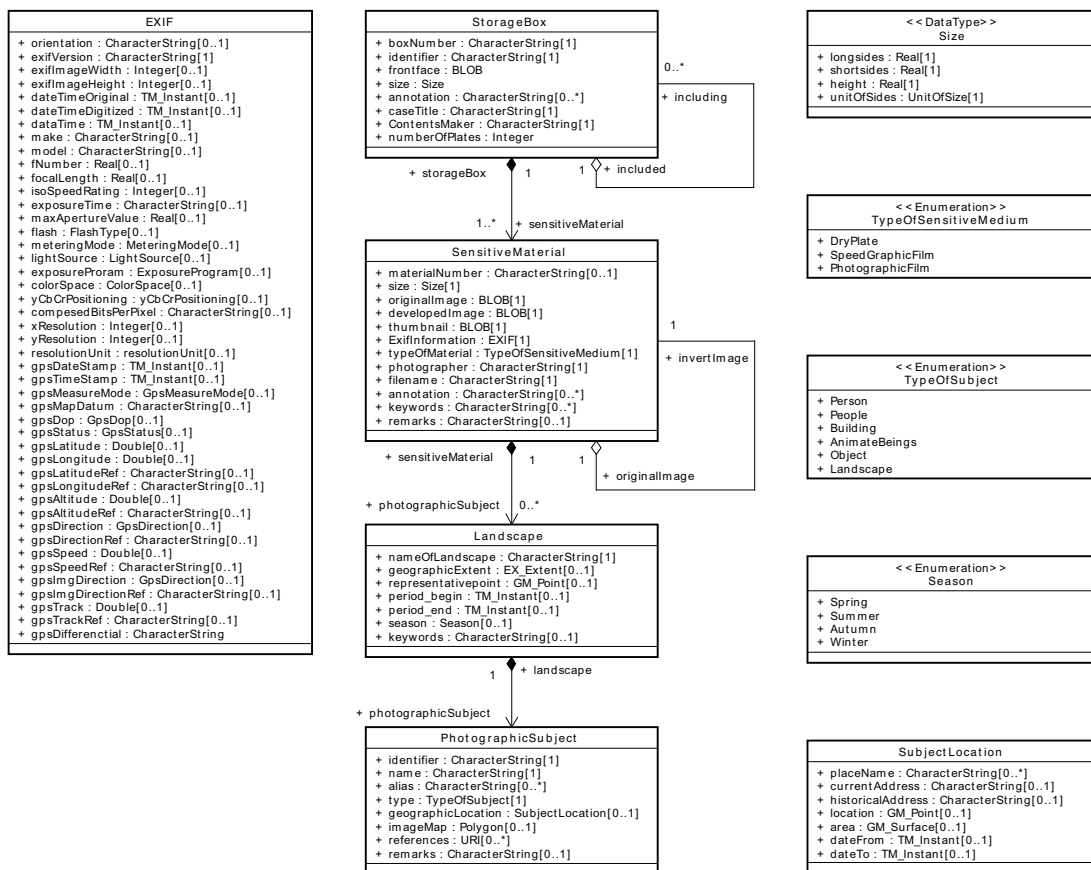 EXIF
+ orientation : CharacterString[0..1]
+ exifVersion : CharacterString[1]
+ exifImageWidth : Integer[0..1]
+ exifImageHeight : Integer[0..1]
+ dateTimeOriginal : TM_Instant[0..1]
+ dateTimeDigitized : TM_Instant[0..1]
+ dataTime : TM_Instant[0..1]
+ make : CharacterString[0..1]
+ model : CharacterString[0..1]
+ fNumber : Real[0..1]
+ focalLength : Real[0..1]
+ isoSpeedRating : Integer[0..1]
+ exposureTime : CharacterString[0..1]
+ maxApertureValue : Real[0..1]
+ flash : FlashType[0..1]
+ meteringMode : MeteringMode[0..1]
+ lightSource : LightSource[0..1]
+ exposureProram : ExposureProgram[0..1]
+ colorSpace : ColorSpace[0..1]
+ yCbCrPositioning : yCbCrPositioning[0..1]
+ composedBitsPerPixel : CharacterString[0..1]
+ xResolution : Integer[0..1]
+ yResolution : Integer[0..1]
+ resolutionUnit : resolutionUnit[0..1]
+ gpsDateStamp : TM_Instant[0..1]
+ gpsTimeStamp : TM_Instant[0..1]
+ gpsMeasureMode : GpsMeasureMode[0..1]
+ gpsMapDatum : CharacterString[0..1]
+ gpsDop : GpsDop[0..1]
+ gpsStatus : GpsStatus[0..1]
+ gpsLatitude : Double[0..1]
+ gpsLongitude : Double[0..1]
+ gpsLatitudeRef : CharacterString[0..1]
+ gpsLongitudeRef : CharacterString[0..1]
+ gpsAltitude : Double[0..1]
+ gpsAltitudeRef : CharacterString[0..1]
+ gpsDirection : GpsDirection[0..1]
+ gpsDirectionRef : CharacterString[0..1]
+ gpsSpeed : Double[0..1]
+ gpsSpeedRef : CharacterString[0..1]
+ gpsImgDirection : GpsDirection[0..1]
+ gpsImgDirectionRef : CharacterString[0..1]
+ gpsTrack : Double[0..1]
+ gpsTrackRef : CharacterString[0..1]
+ gpsDifferenctial : CharacterString
StorageBox
+ boxNumber : CharacterString[1]
+ identifier : CharacterString[1]
+ frontface : BLOB
+ size : Size
+ annotation : CharacterString[0..*]
+ caseTitle : CharacterString[1]
+ ContentsMaker : CharacterString[1]
+ numberOfPlates : Integer
0..*
+ including
+ storageBox
1
1
+ included
1..*
+ sensitiveMaterial
SensitiveMaterial
+ materialNumber : CharacterString[0..1]
+ size : Size[1]
+ originalImage : BLOB[1]
+ developedImage : BLOB[1]
+ thumbnail : BLOB[1]
+ ExifInformation : EXIF[1]
+ typeOfMaterial : TypeOfSensitiveMedium[1]
+ photographer : CharacterString[1]
+ filename : CharacterString[1]
+ annotation : CharacterString[0..*]
+ keywords : CharacterString[0..*]
+ remarks : CharacterString[0..1]
1
+ invertImage
+ sensitiveMaterial
1
1
+ originalImage
+ photographicSubject
0..*
Landscape
+ nameOfLandscape : CharacterString[1]
+ geographicExtent : EX_Extent[0..1]
+ representativepoint : GM_Point[0..1]
+ period_begin : TM_Instant[0..1]
+ period_end : TM_Instant[0..1]
+ season : Season[0..1]
+ keywords : CharacterString[0..1]
1
+ landscape
+ photographicSubject
PhotographicSubject
+ identifier : CharacterString[1]
+ name : CharacterString[1]
+ alias : CharacterString[0..*]
+ type : TypeOfSubject[1]
+ geographicLocation : SubjectLocation[0..1]
+ imageMap : Polygon[0..1]
+ references : URI[0..*]
+ remarks : CharacterString[0..1]
<<DataType>>
Size
+ longsides : Real[1]
+ shortsides : Real[1]
+ height : Real[1]
+ unitOfSides : UnitOfSize[1]
<<Enumeration>>
TypeOfSensitiveMedium
+ DryPlate
+ SpeedGraphicFilm
+ PhotographicFilm
<<Enumeration>>
TypeOfSubject
+ Person
+ People
+ Building
+ AnimateBeings
+ Object
+ Landscape
<<Enumeration>>
Season
+ Spring
+ Summer
+ Autumn
+ Winter
SubjectLocation
+ placeName : CharacterString[0..*]
+ currentAddress : CharacterString[0..1]
+ historicalAddress : CharacterString[0..1]
+ location : GM_Point[0..1]
+ area : GM_Surface[0..1]
+ dateFrom : TM_Instant[0..1]
+ dateTo : TM_Instant[0..1]